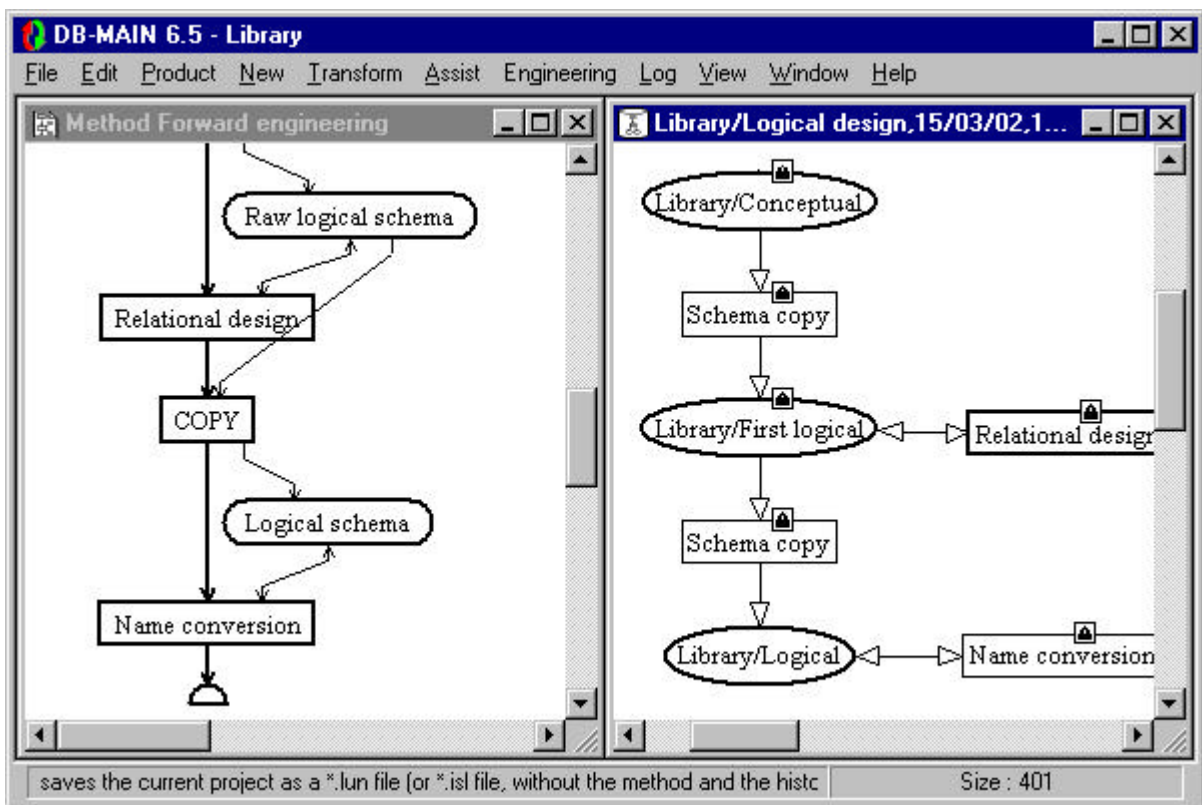 DB-MAIN 6.5 - Library
File Edit Product New Transform Assist Engineering Log View Window Help
Method Forward engineering
Raw logical schema
Relational design
COPY
Logical schema
Name conversion
Library/Logical design,15/03/02,1...
Library/Conceptual
Schema copy
Library/First logical
Relational design
Schema copy
Library/Logical
Name conversion
saves the current project as a *.lun file (or *.isl file, without the method and the histc
Size : 401